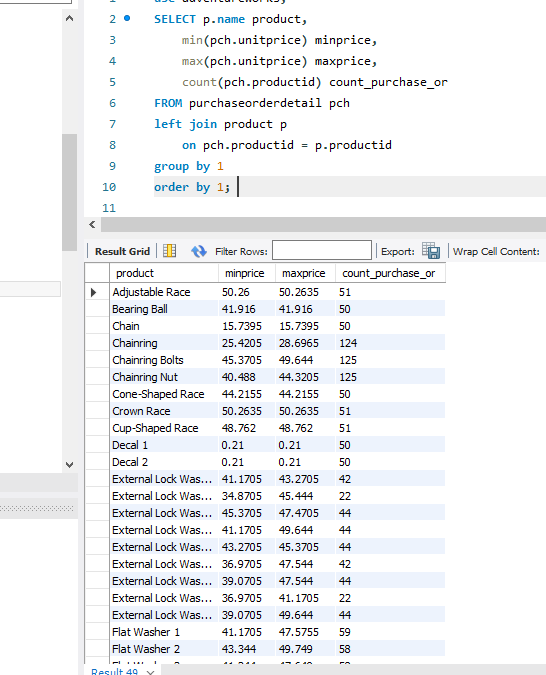 2 SELECT p.name product,
3 min(pch.unitprice) minprice,
4 max(pch.unitprice) maxprice,
5 count(pch.productid) count_purchase_or
6 FROM purchaseorderdetail pch
7 left join product p
8 on pch.productid = p.productid
9 group by 1
10 order by 1;
11
Result Grid Filter Rows: Export: Wrap Cell Content:
product minprice maxprice count_purchase_or
Adjustable Race 50.26 50.2635 51
Bearing Ball 41.916 41.916 50
Chain 15.7395 15.7395 50
Chainring 25.4205 28.6965 124
Chainring Bolts 45.3705 49.644 125
Chainring Nut 40.488 44.3205 125
Cone-Shaped Race 44.2155 44.2155 50
Crown Race 50.2635 50.2635 51
Cup-Shaped Race 48.762 48.762 51
Decal 1 0.21 0.21 50
Decal 2 0.21 0.21 50
External Lock Was... 41.1705 43.2705 42
External Lock Was... 34.8705 45.444 22
External Lock Was... 45.3705 47.4705 44
External Lock Was... 41.1705 49.644 44
External Lock Was... 43.2705 45.3705 44
External Lock Was... 36.9705 47.544 42
External Lock Was... 39.0705 47.544 44
External Lock Was... 36.9705 41.1705 22
External Lock Was... 39.0705 49.644 44
Flat Washer 1 41.1705 47.5755 59
Flat Washer 2 43.344 49.749 58
Result 49